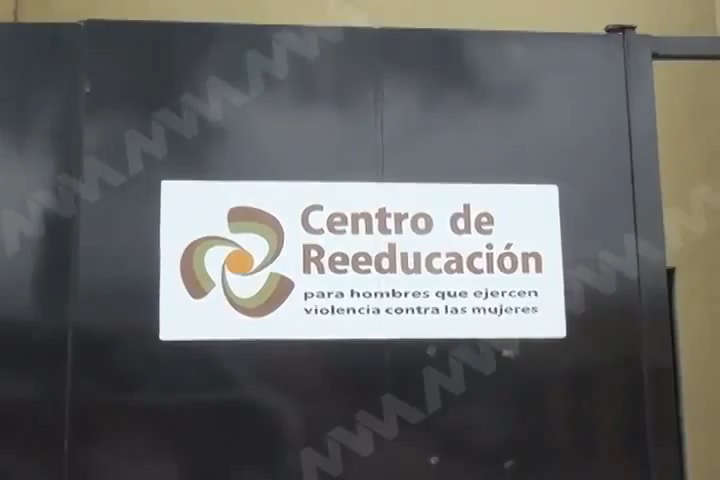 Centro de
Reeducación
para hombres que ejercen
violencia contra las mujeres